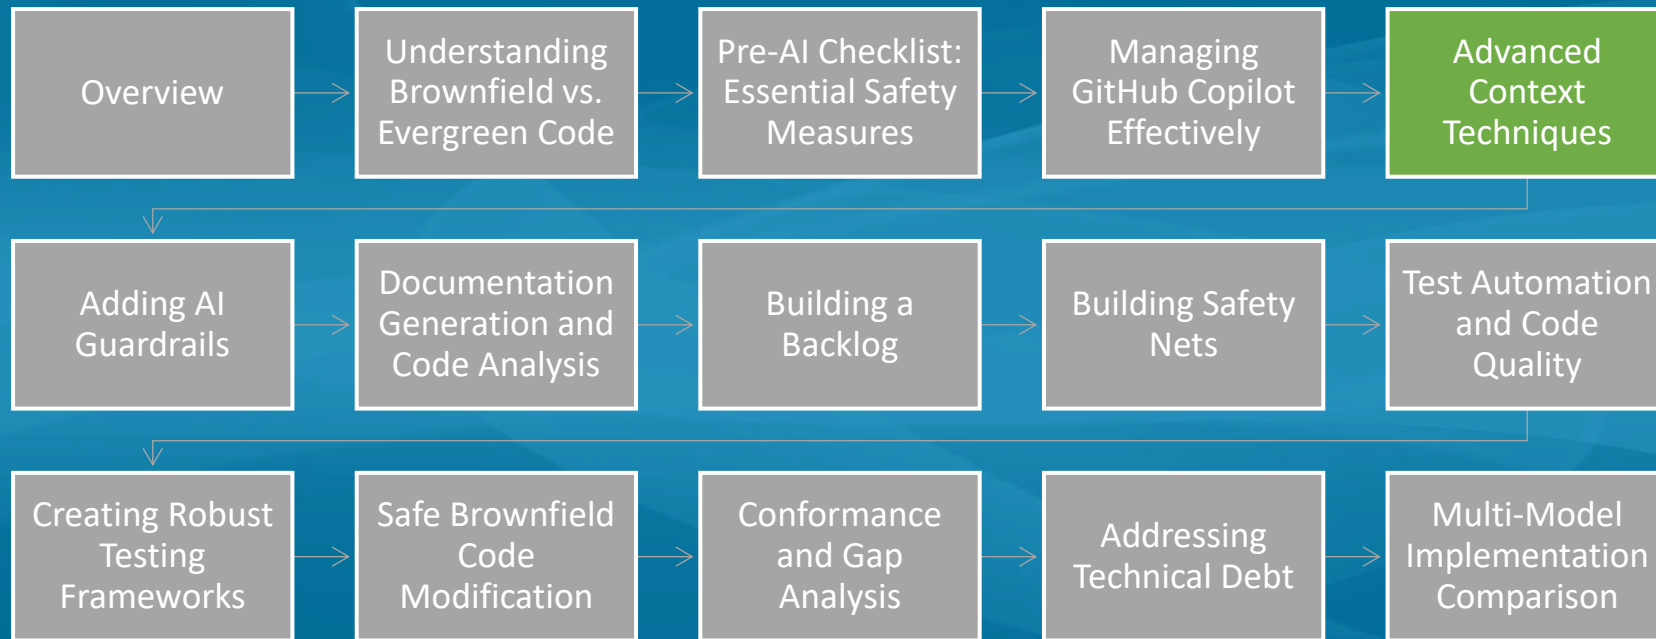 Overview
Understanding
Brownfield vs.
Evergreen Code
Pre-AI Checklist:
Essential Safety
Measures
Managing
GitHub Copilot
Effectively
Advanced
Context
Techniques
Adding AI
Guardrails
Documentation
Generation and
Code Analysis
Building a
Backlog
Building Safety
Nets
Test Automation
and Code
Quality
Creating Robust
Testing
Frameworks
Safe Brownfield
Code
Modification
Conformance
and Gap
Analysis
Addressing
Technical Debt
Multi-Model
Implementation
Comparison